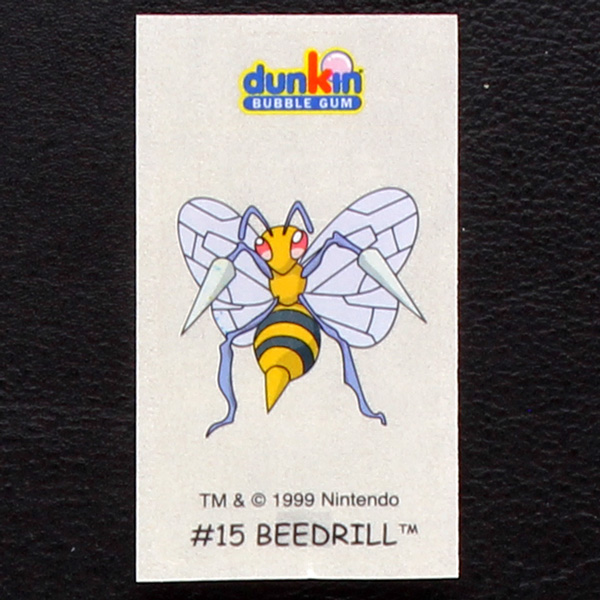 dunkin
BUBBLE GUM
TM & © 1999 Nintendo
#15 BEEDRILL™